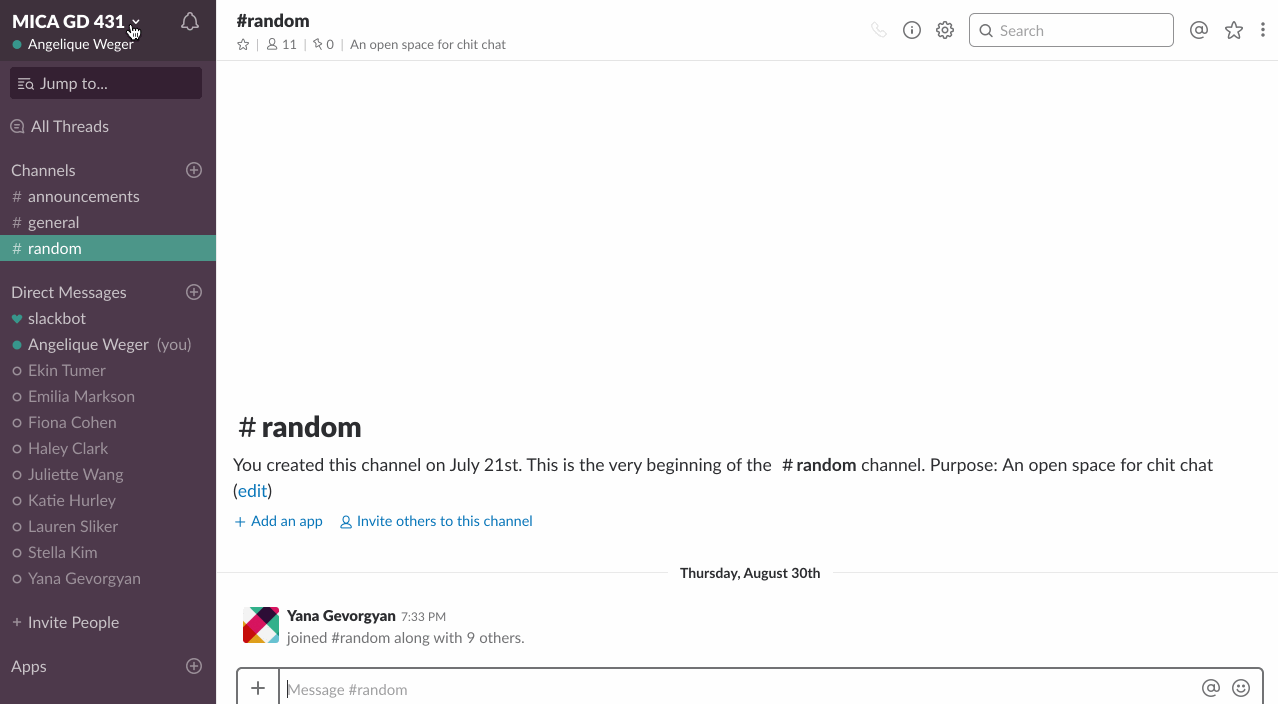 MICA GD 431
Angelique Weger
Jump to...
All Threads
Channels
# announcements
# general
# random
Direct Messages
slackbot
Angelique Weger (you)
Ekin Tumer
Emilia Markson
Fiona Cohen
Haley Clark
Juliette Wang
Katie Hurley
Lauren Sliker
Stella Kim
Yana Gevorgyan
+ Invite People
Apps
#random
11 | 0 | An open space for chit chat
Search
# random
You created this channel on July 21st. This is the very beginning of the # random channel. Purpose: An open space for chit chat
(edit)
+ Add an app Invite others to this channel
Thursday, August 30th
Yana Gevorgyan 7:33 PM
joined #random along with 9 others.
Message #random